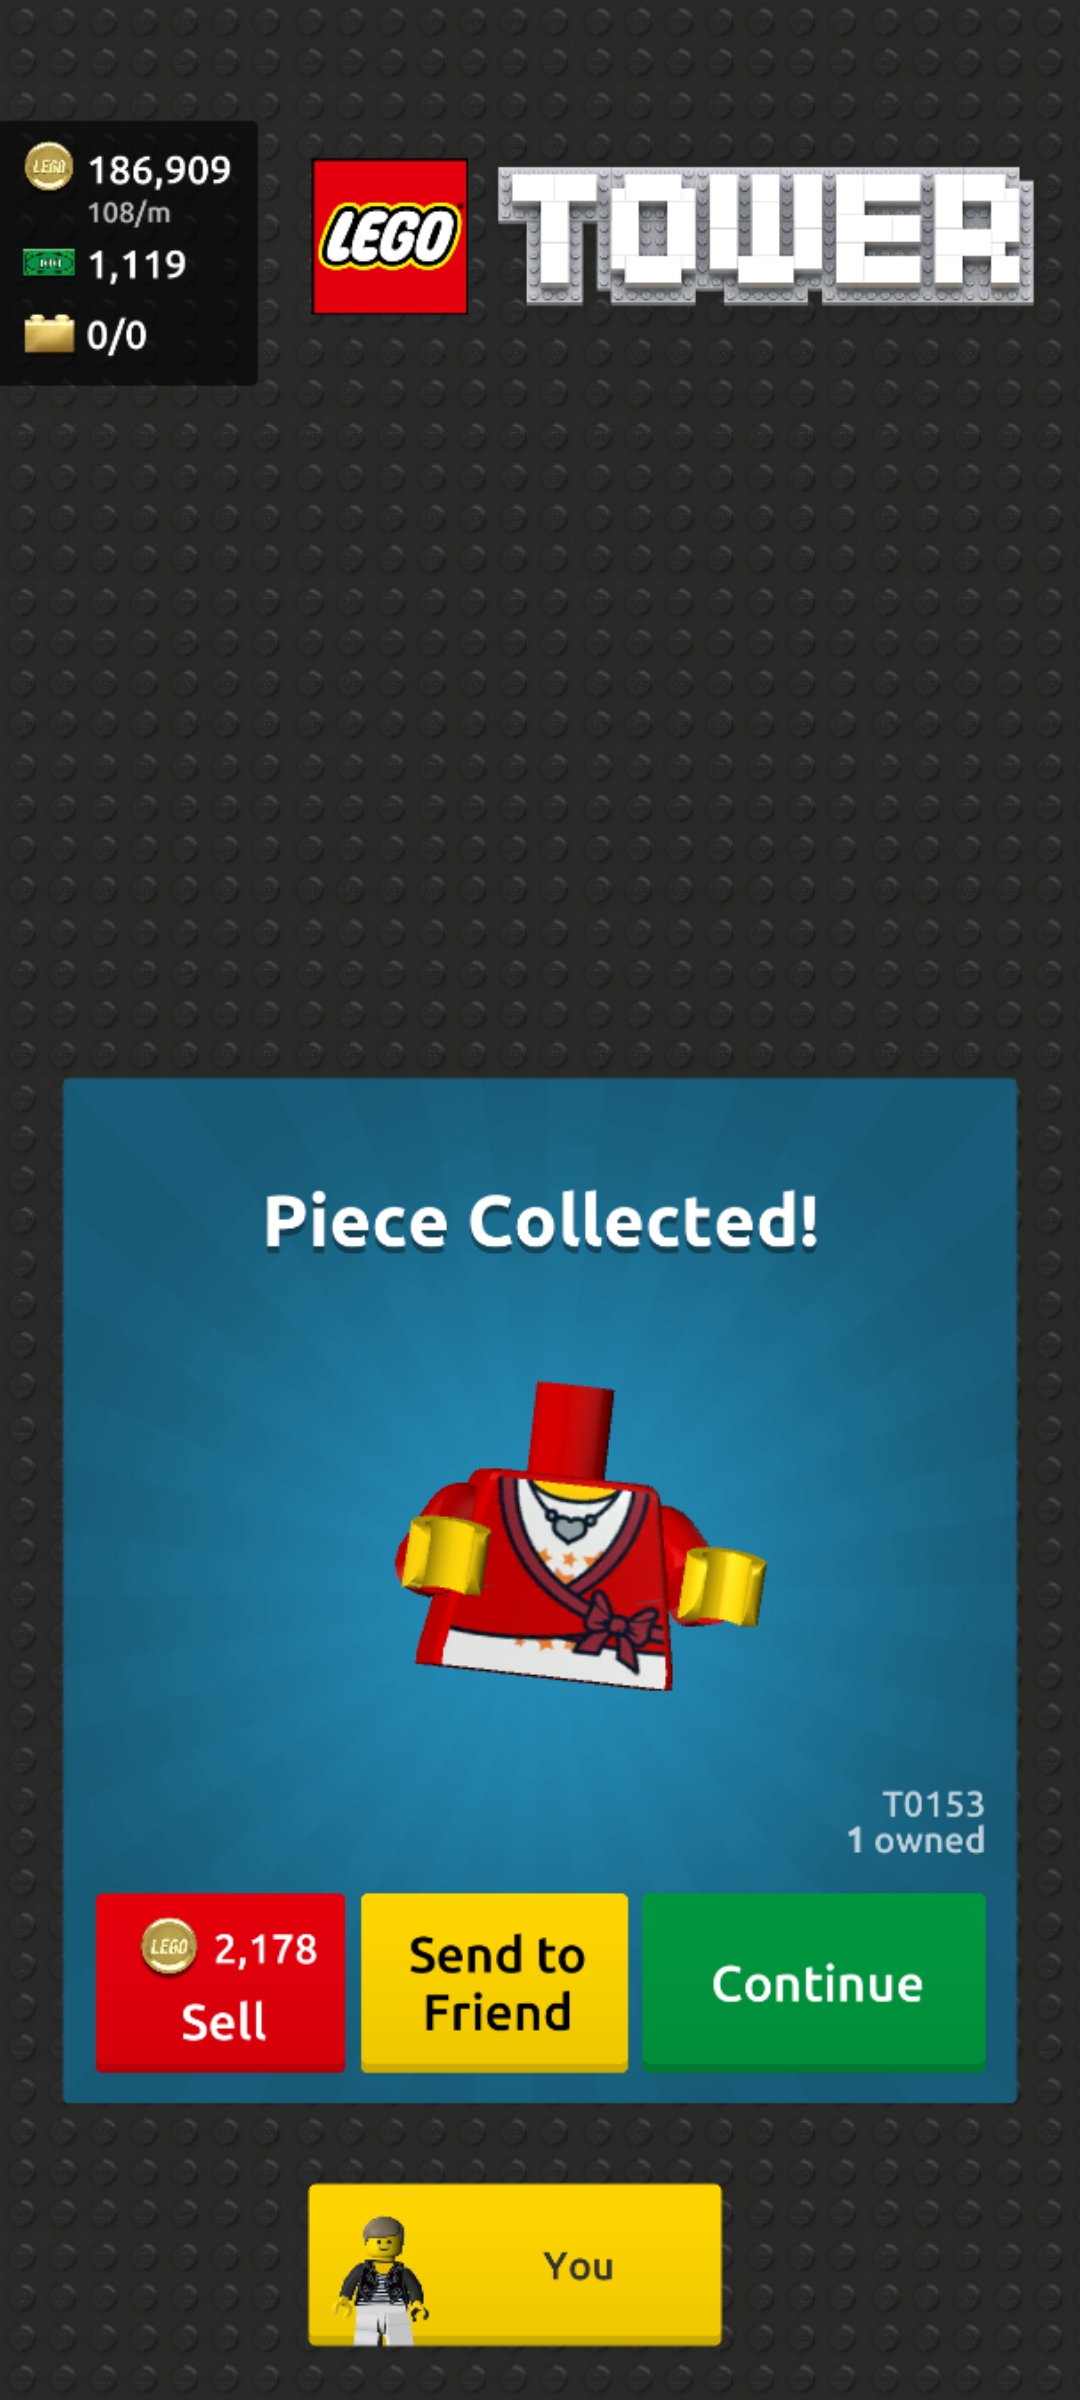 LEGO 186,909
108/m
1,119
0/0
LEGO TOWER
Piece Collected!
T0153
1 owned
LEGO 2,178
Sell
Send to
Friend
Continue
You